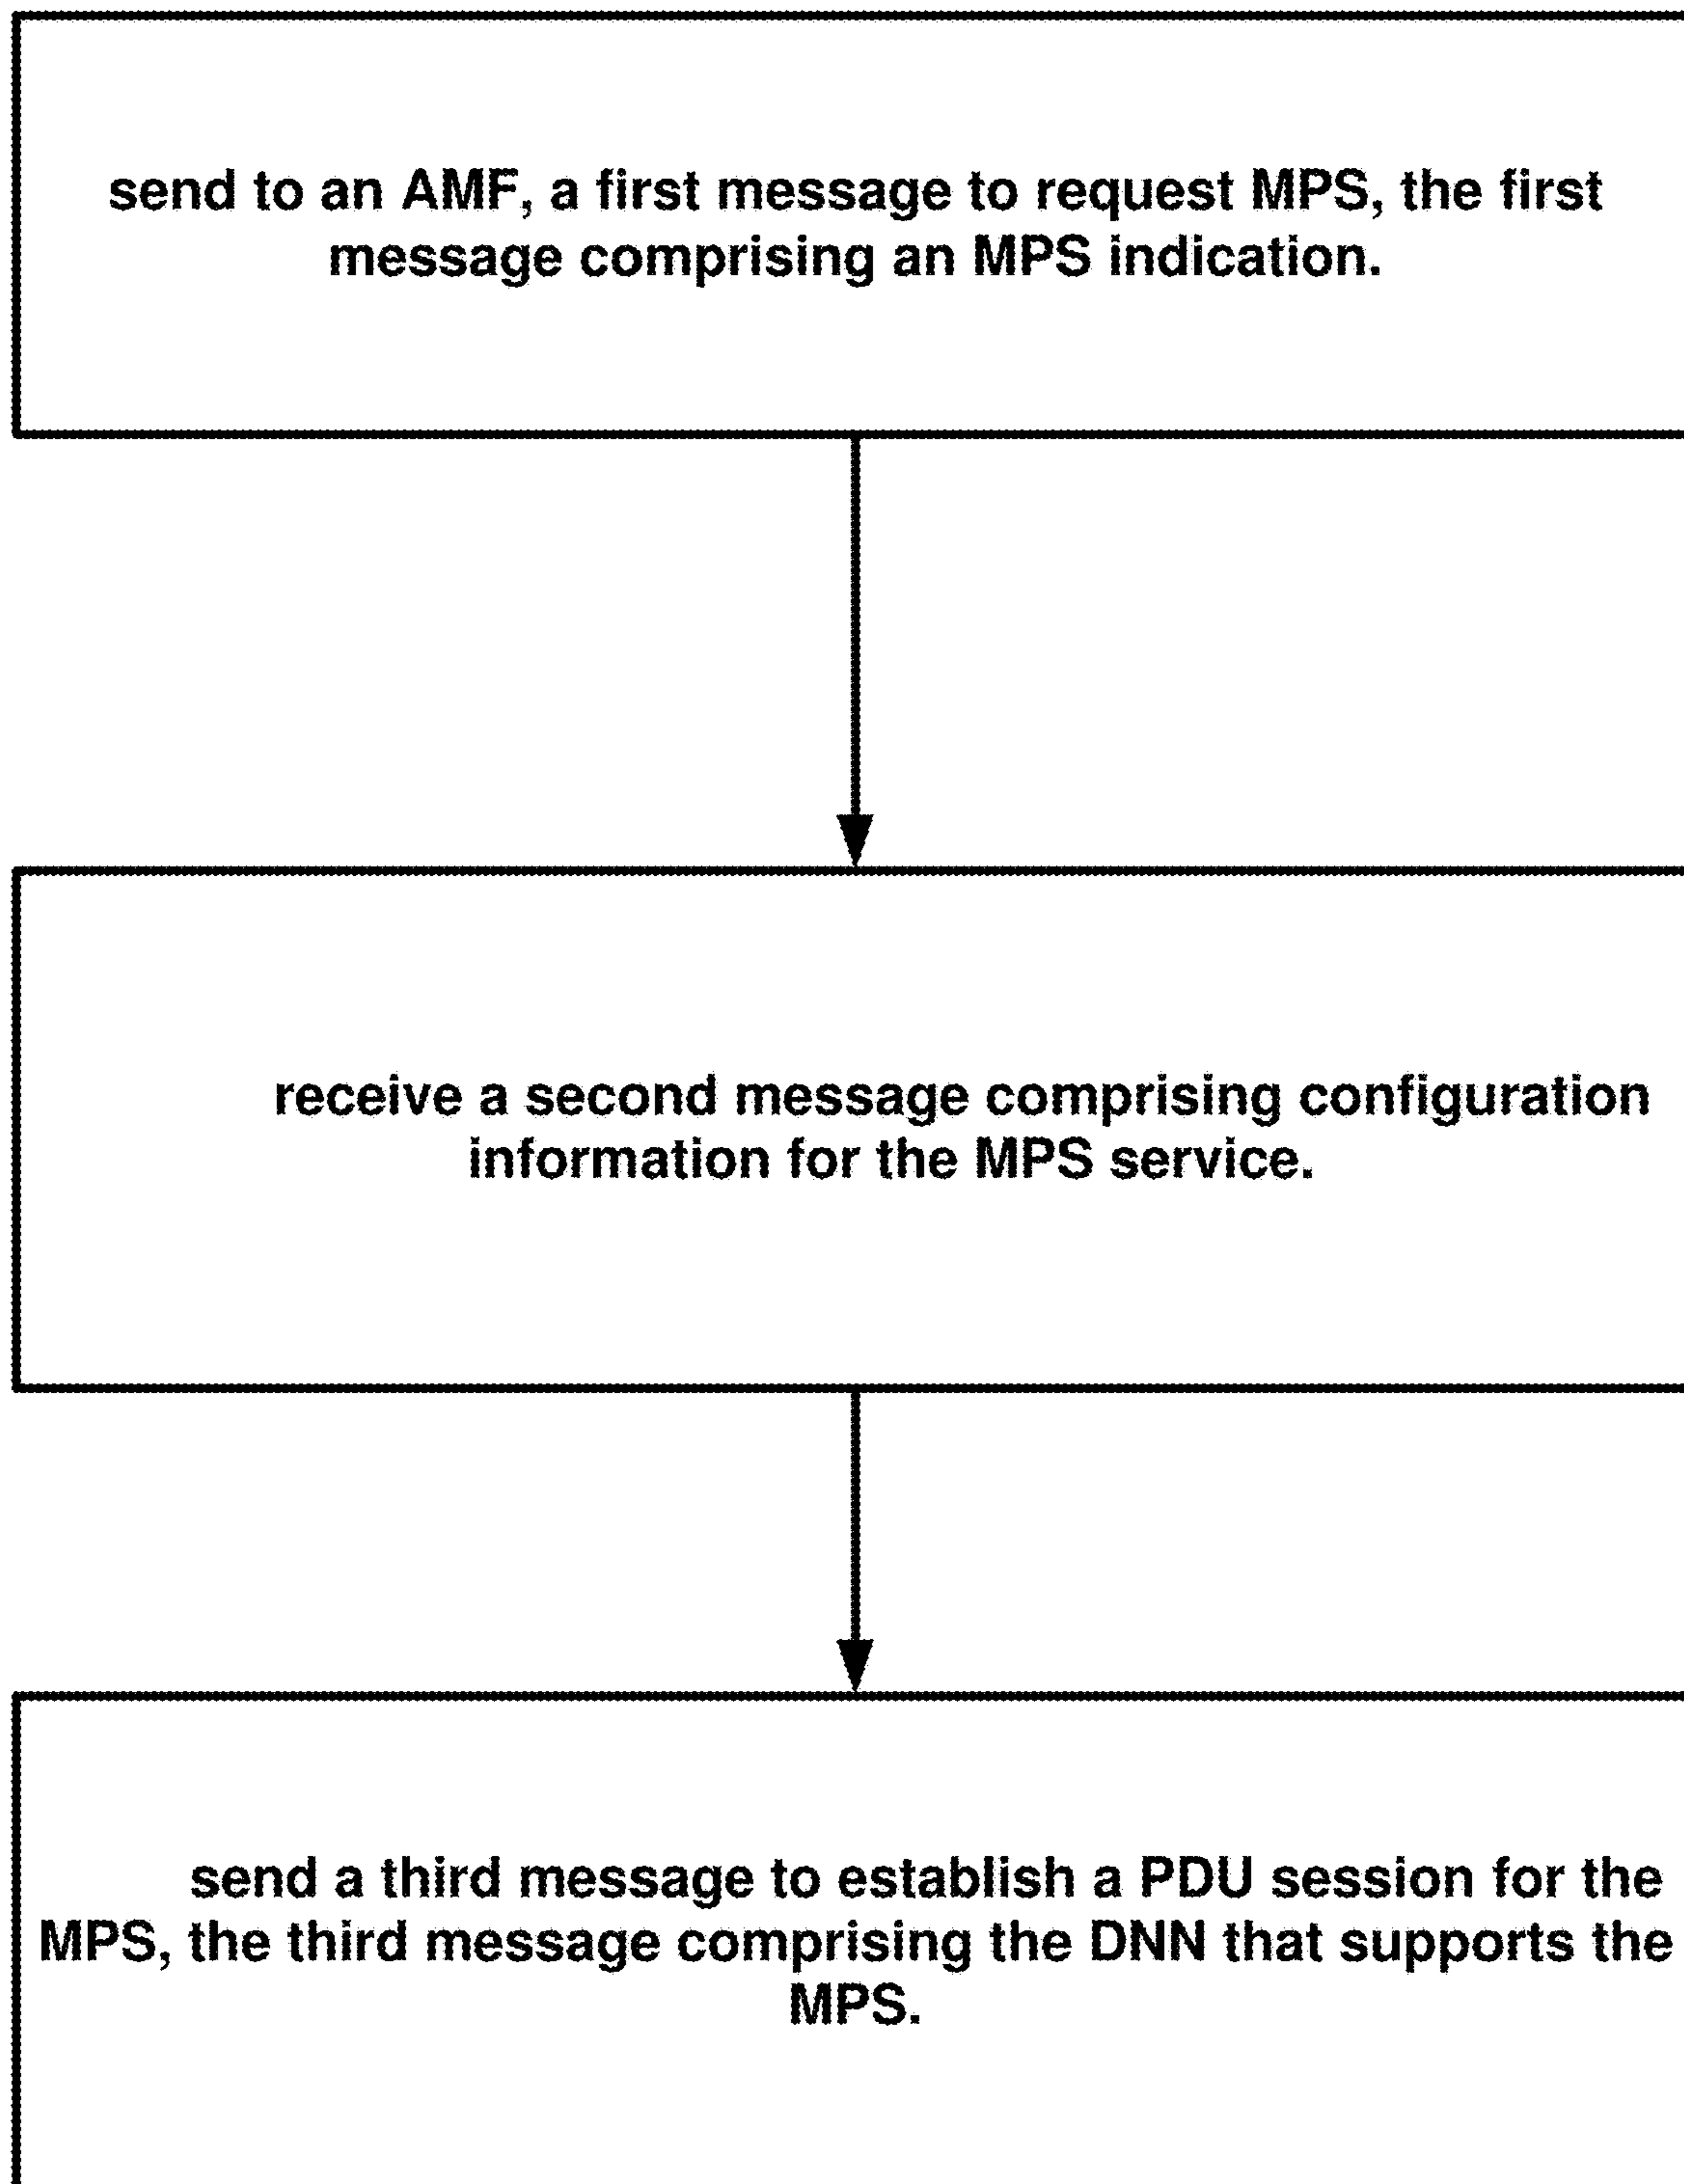 send to an AMF, a first message to request MPS, the first
message comprising an MPS indication.
receive a second message comprising configuration
information for the MPS service.
send a third message to establish a PDU session for the
MPS, the third message comprising the DNN that supports the
MPS.